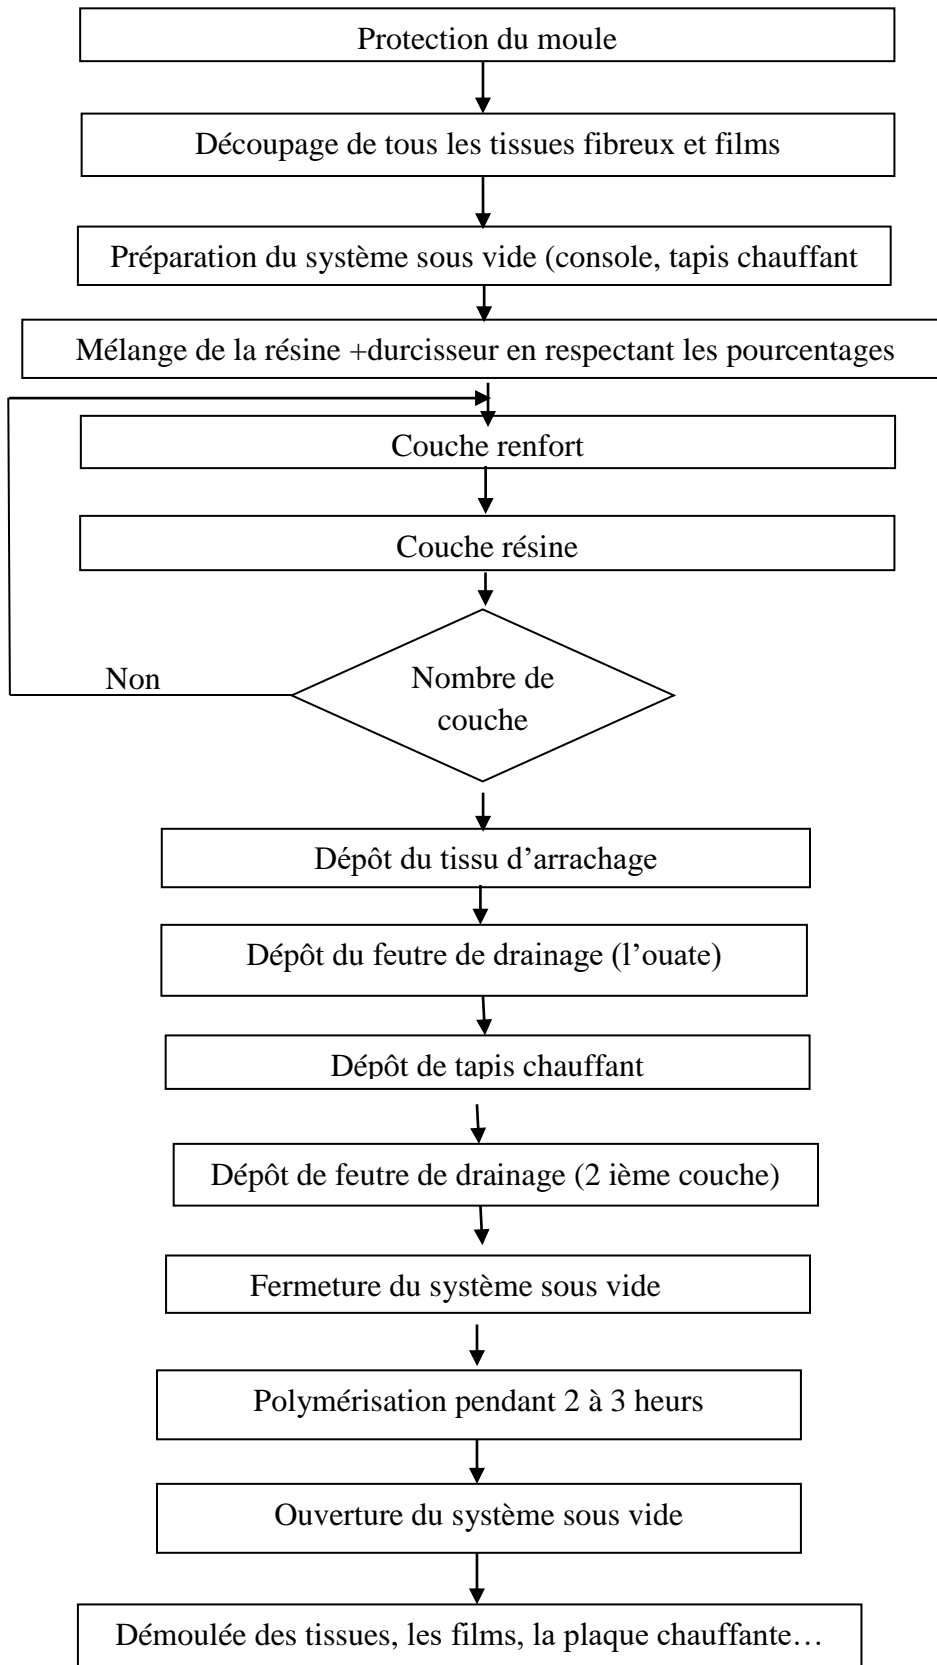 Protection du moule
Découpage de tous les tissues fibreux et films
Préparation du système sous vide (console, tapis chauffant
Mélange de la résine +durcisseur en respectant les pourcentages
Couche renfort
Couche résine
Non
Nombre de
couche
Dépôt du tissu d’arrachage
Dépôt du feutre de drainage (l’ouate)
Dépôt de tapis chauffant
Dépôt de feutre de drainage (2 ième couche)
Fermeture du système sous vide
Polymérisation pendant 2 à 3 heurs
Ouverture du système sous vide
Démoulée des tissues, les films, la plaque chauffante…